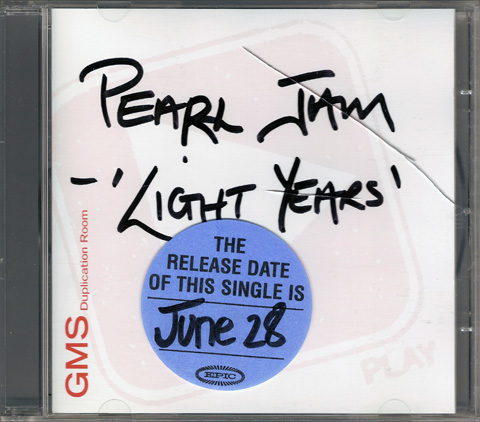 PEARL JAM
- 'LIGHT YEARS'
THE
RELEASE DATE
OF THIS SINGLE IS
June 28
EPIC
GMS Duplication Room
PLAY